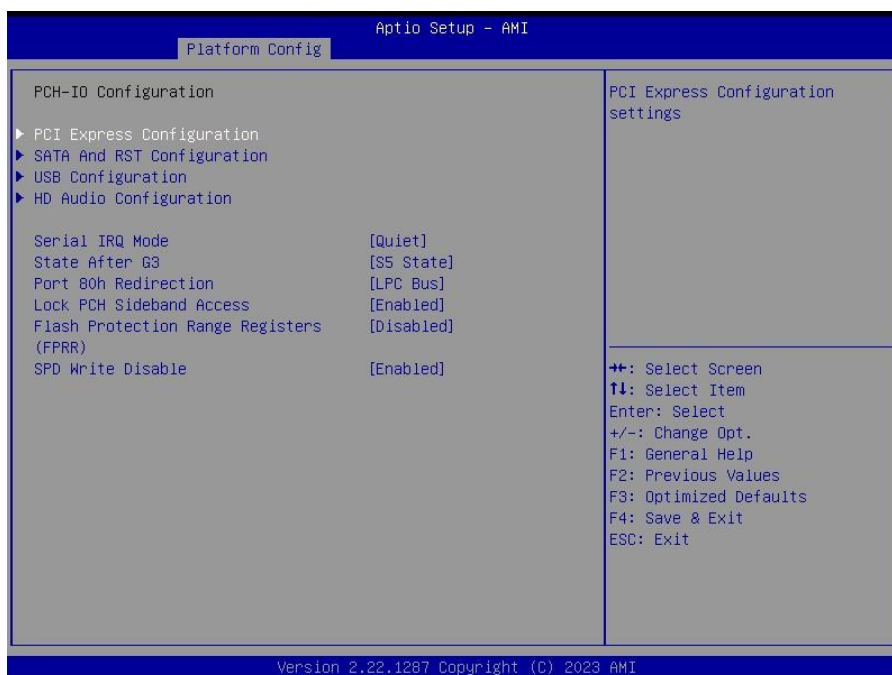 Aptio Setup – AMI
Platform Config
PCH-IO Configuration
PCI Express Configuration
SATA And RST Configuration
USB Configuration
HD Audio Configuration
Serial IRQ Mode [Quiet]
State After G3 [S5 State]
Port 80h Redirection [LPC Bus]
Lock PCH Sideband Access [Enabled]
Flash Protection Range Registers [Disabled]
(FPRR)
SPD Write Disable [Enabled]
PCI Express Configuration
settings
→←: Select Screen
↑↓: Select Item
Enter: Select
+/-: Change Opt.
F1: General Help
F2: Previous Values
F3: Optimized Defaults
F4: Save & Exit
ESC: Exit
Version 2.22.1287 Copyright (C) 2023 AMI